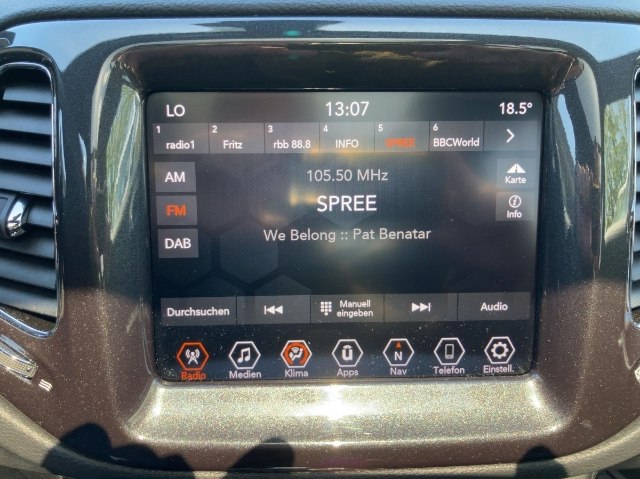 LO 13:07 18.5°
1 radio1 2 Fritz 3 rbb 88.8 4 INFO 5 SPREE 6 BBCWorld
AM 105.50 MHz Karte
FM SPREE Info
DAB We Belong :: Pat Benatar
Durchsuchen Manuell eingeben Audio
Radio Medien Klima Apps N Nav Telefon Einstell.